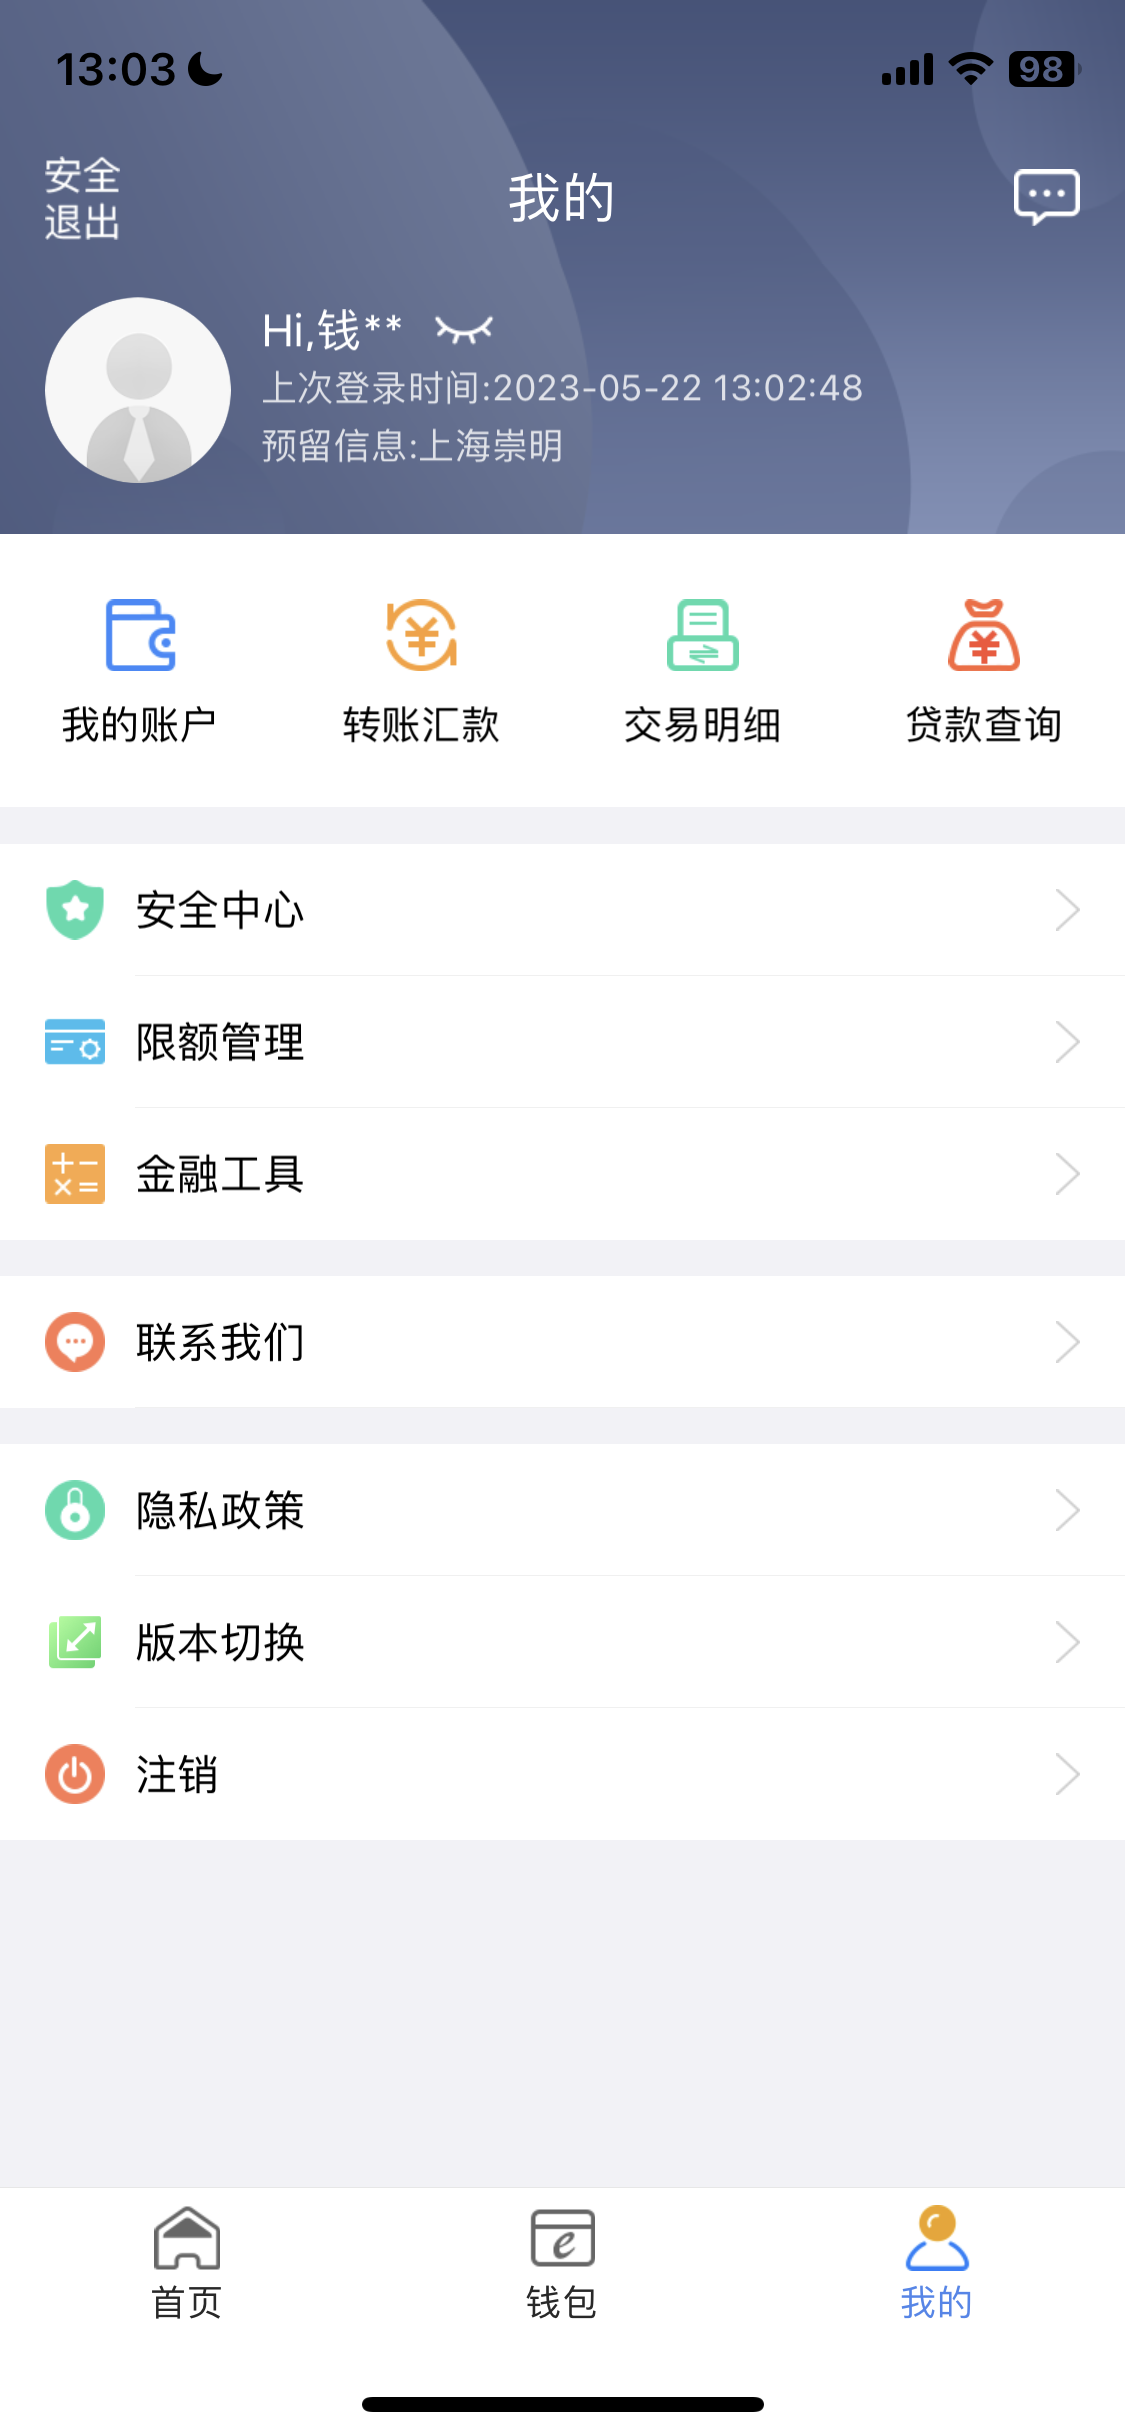 13:03
98
安全
退出
我的
Hi,钱**
上次登录时间:2023-05-22 13:02:48
预留信息:上海崇明
我的账户 转账汇款 交易明细 贷款查询
安全中心
限额管理
金融工具
联系我们
隐私政策
版本切换
注销
首页 钱包 我的